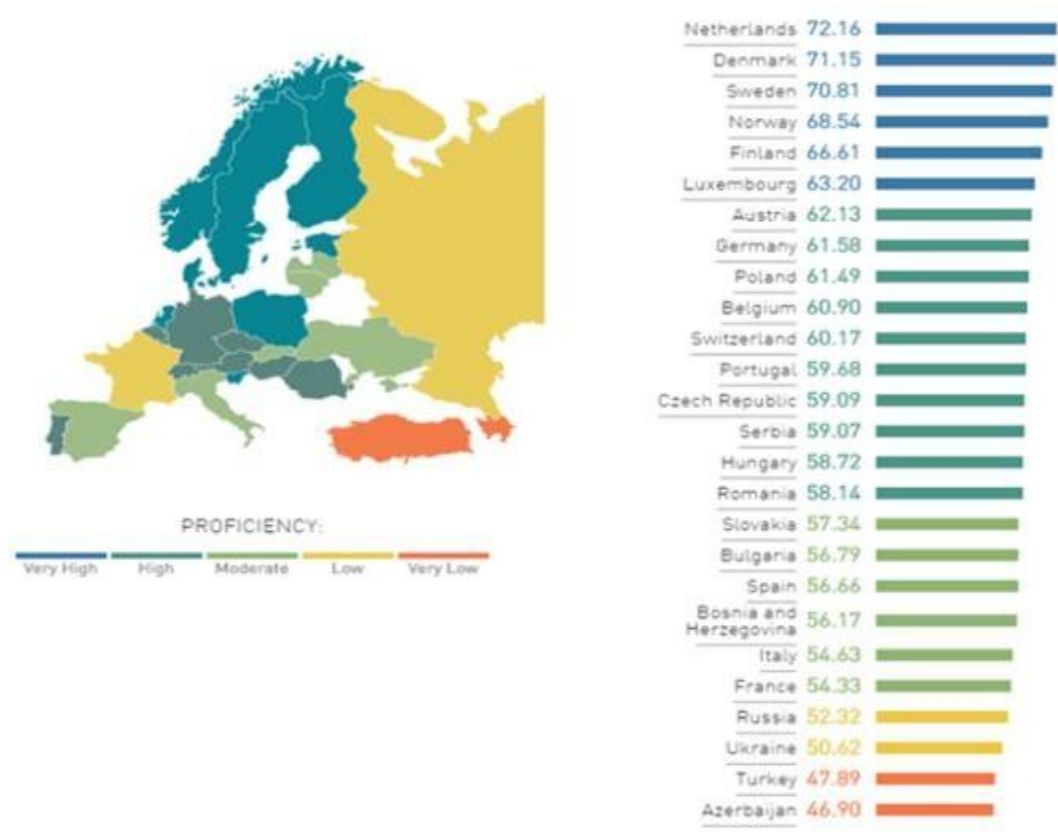 Netherlands 72.16
Denmark 71.15
Sweden 70.81
Norway 68.54
Finland 66.61
Luxembourg 63.20
Austria 62.13
Germany 61.58
Poland 61.49
Belgium 60.90
Switzerland 60.17
Portugal 59.68
Czech Republic 59.09
Serbia 59.07
Hungary 58.72
Romania 58.14
Slovakia 57.34
Bulgaria 56.79
Spain 56.66
Bosnia and
Herzegovina 56.17
Italy 54.63
France 54.33
Russia 52.32
Ukraine 50.62
Turkey 47.89
Azerbaijan 46.90
PROFICIENCY:
Very High High Moderate Low Very Low